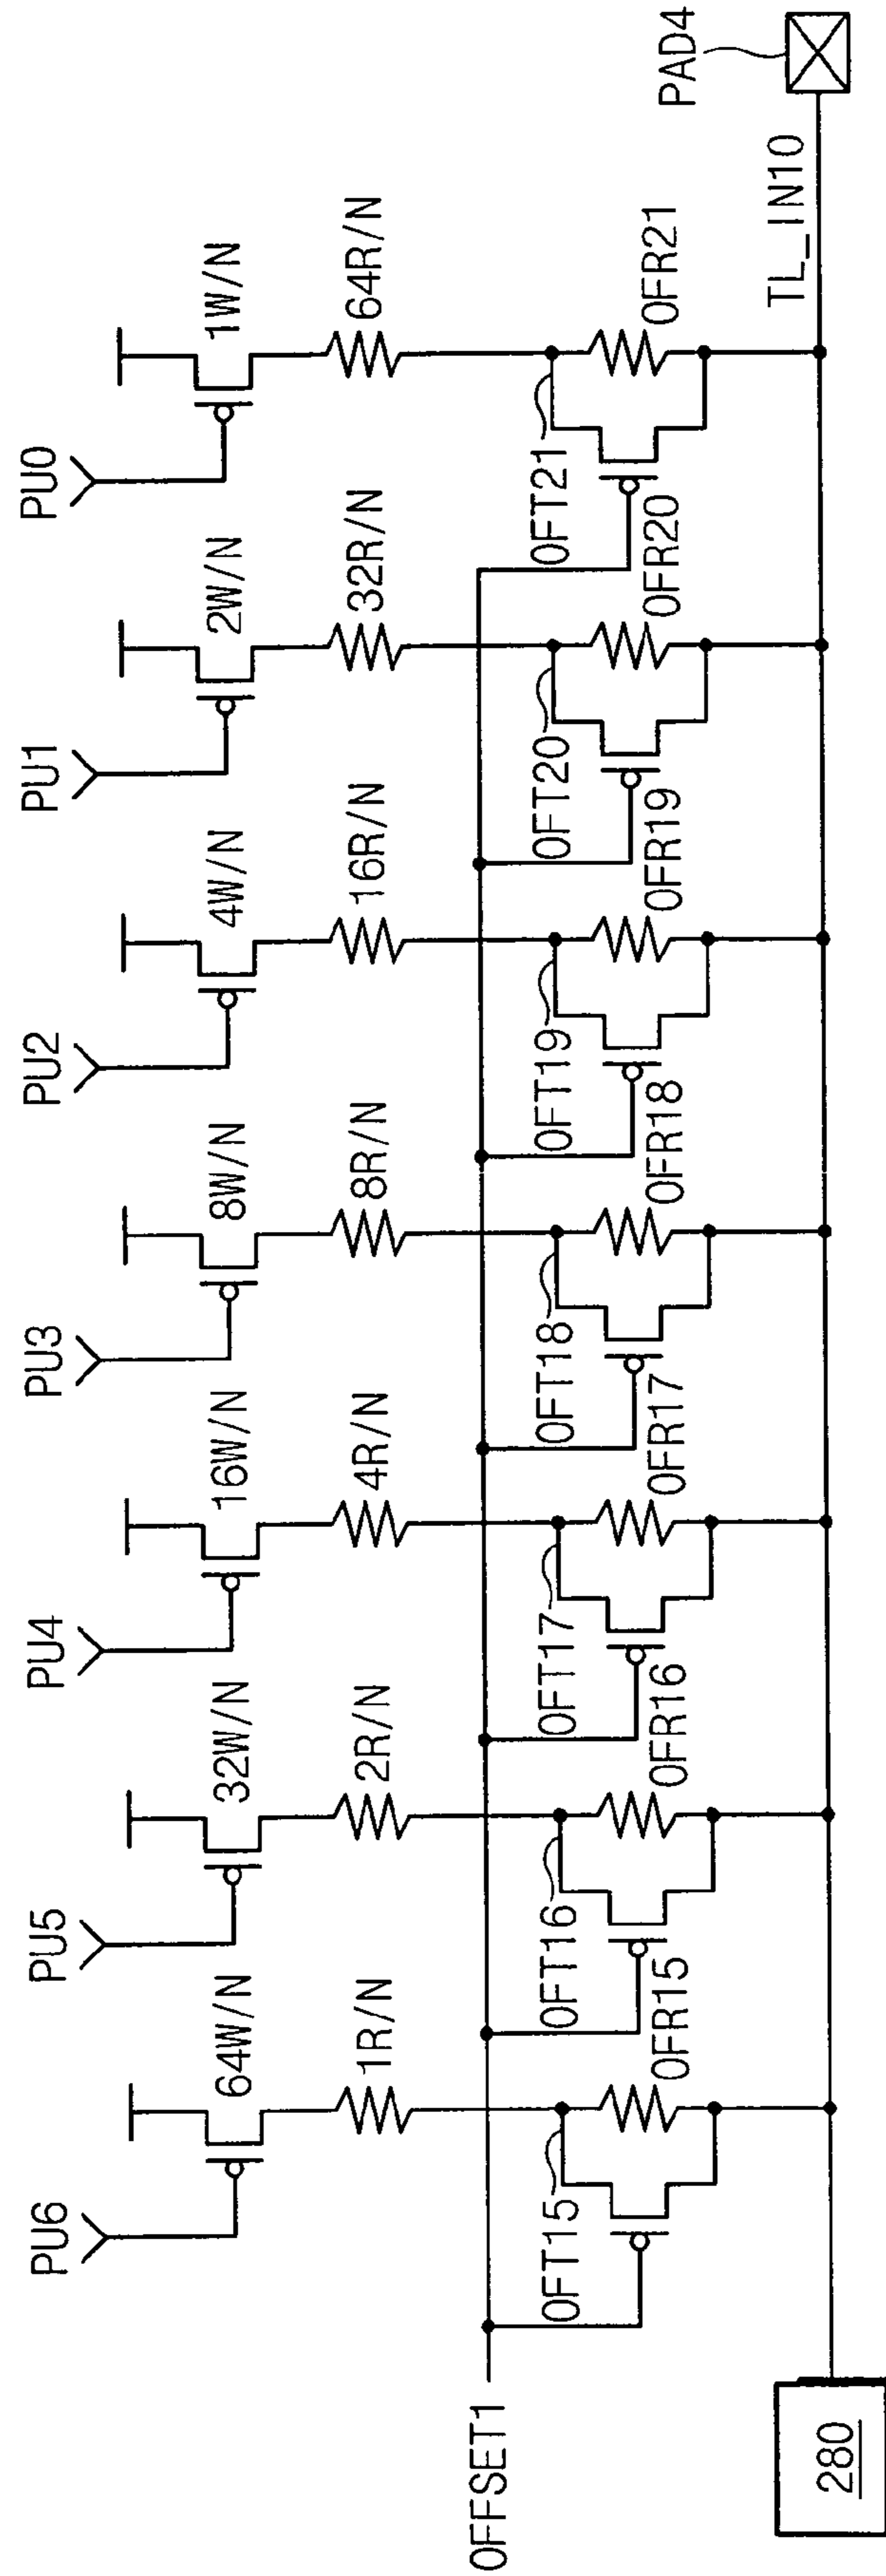 PU6 PU5 PU4 PU3 PU2 PU1 PU0
64W/N 32W/N 16W/N 8W/N 4W/N 2W/N 1W/N
1R/N 2R/N 4R/N 8R/N 16R/N 32R/N 64R/N
OFFSET1
OFT15 OFT16 OFT17 OFT18 OFT19 OFT20 OFT21
OFR15 OFR16 OFR17 OFR18 OFR19 OFR20 OFR21
PAD4
TL_IN10
280